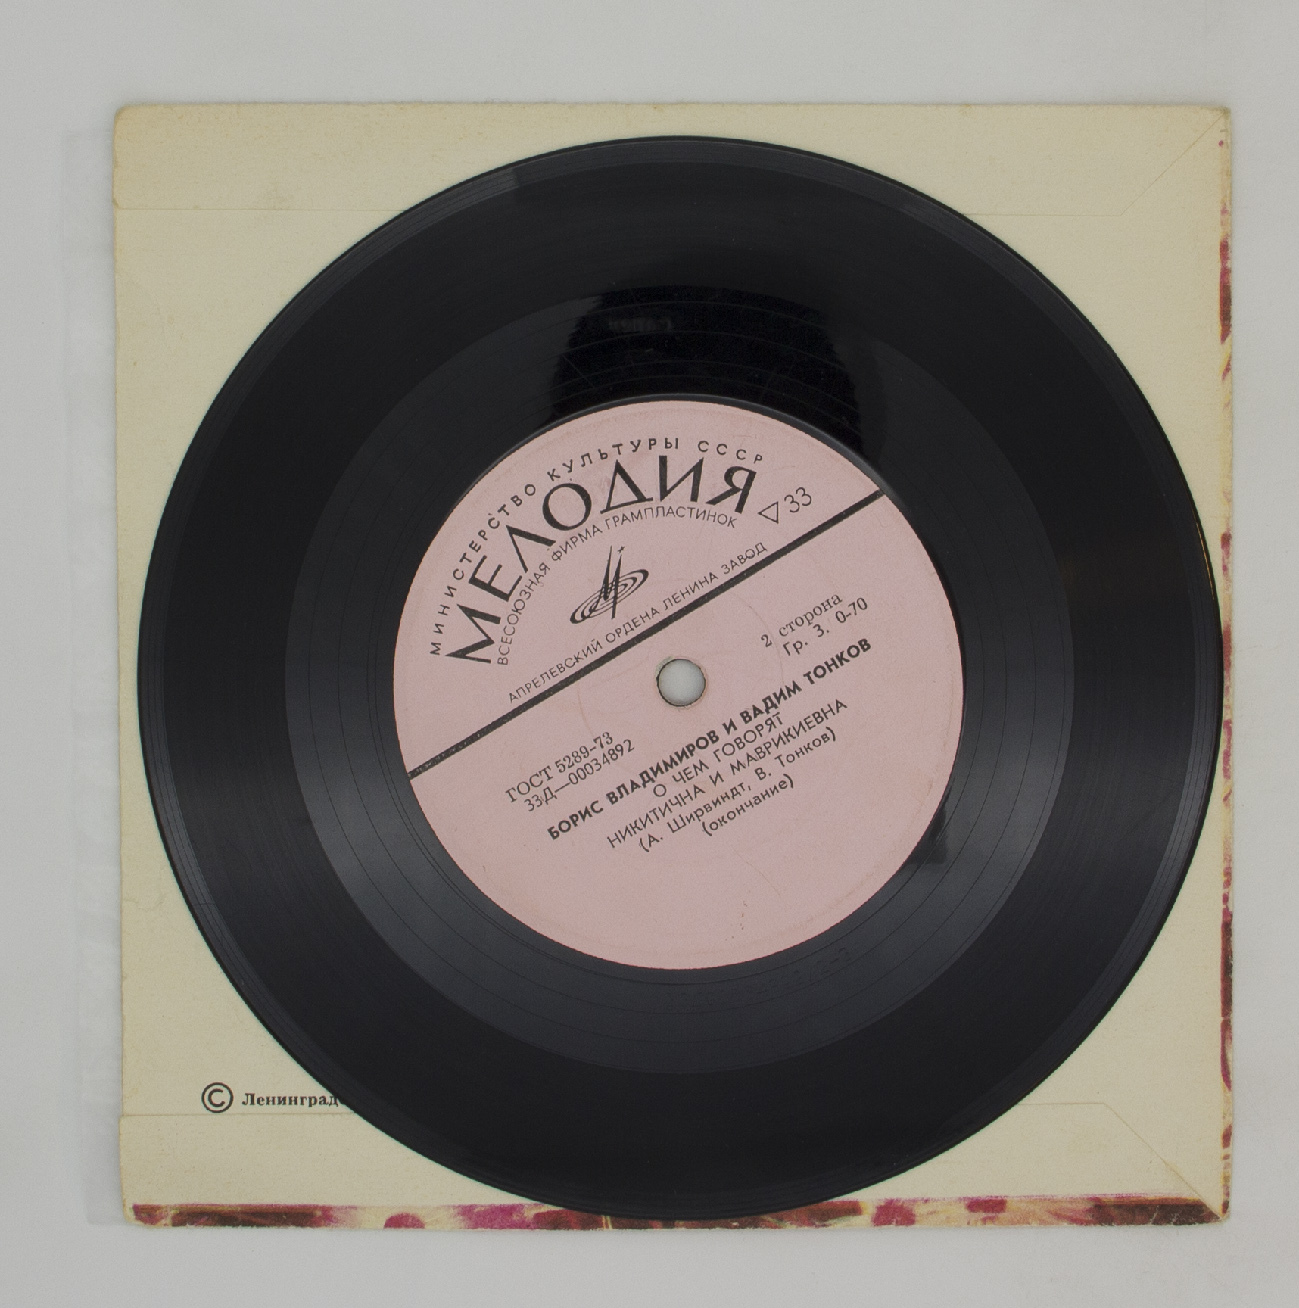 МИНИСТЕРСТВО КУЛЬТУРЫ СССР
МЕЛОДИЯ
ВСЕСОЮЗНАЯ ФИРМА ГРАМПЛАСТИНОК
33
АПРЕЛЕВСКИЙ ОРДЕНА ЛЕНИНА ЗАВОД
2 сторона
Гр. 3. 0-70
ГОСТ 5289-73
33Д—00034892
БОРИС ВЛАДИМИРОВ И ВАДИМ ТОНКОВ
О ЧЕМ ГОВОРЯТ
НИКИТИЧНА И МАВРИКИЕВНА
(А. Ширвиндт, В. Тонков)
(окончание)
©